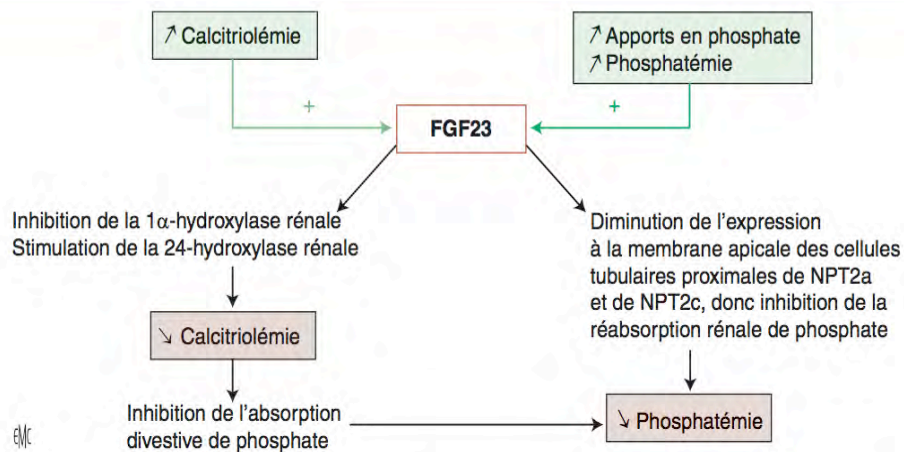 ↗ Calcitriolémie
↗ Apports en phosphate
↗ Phosphatémie
+
+
FGF23
Inhibition de la 1α-hydroxylase rénale
Stimulation de la 24-hydroxylase rénale
Diminution de l'expression
à la membrane apicale des cellules
tubulaires proximales de NPT2a
et de NPT2c, donc inhibition de la
réabsorption rénale de phosphate
↘ Calcitriolémie
Inhibition de l'absorption
divestive de phosphate
↘ Phosphatémie
EMC